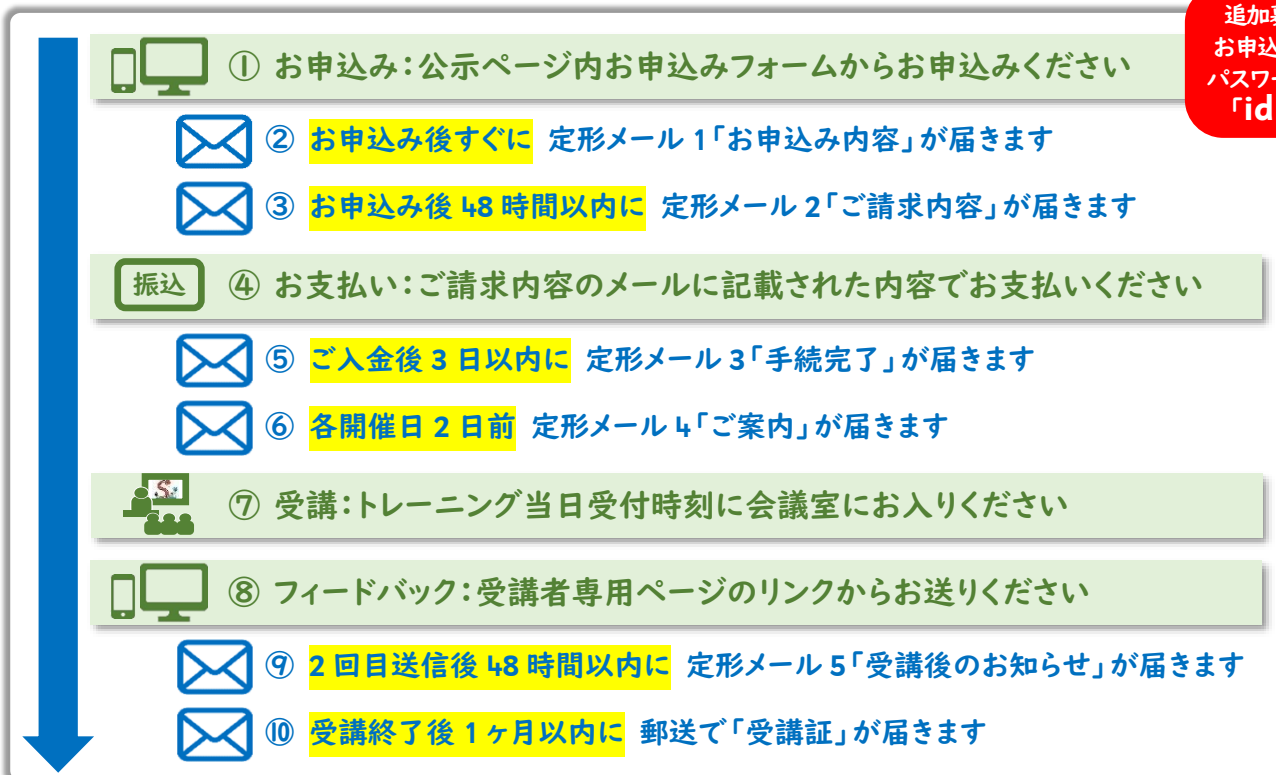 追加
お申込
パスワー
「id
① お申込み：公示ページ内お申込みフォームからお申込みください
② お申込み後すぐに 定形メール 1「お申込み内容」が届きます
③ お申込み後 48 時間以内に 定形メール 2「ご請求内容」が届きます
振込 ④ お支払い：ご請求内容のメールに記載された内容でお支払いください
⑤ ご入金後 3 日以内に 定形メール 3「手続完了」が届きます
⑥ 各開催日 2 日前 定形メール 4「ご案内」が届きます
⑦ 受講：トレーニング当日受付時刻に会議室にお入りください
⑧ フィードバック：受講者専用ページのリンクからお送りください
⑨ 2 回目送信後 48 時間以内に 定形メール 5「受講後のお知らせ」が届きます
⑩ 受講終了後 1 ヶ月以内に 郵送で「受講証」が届きます